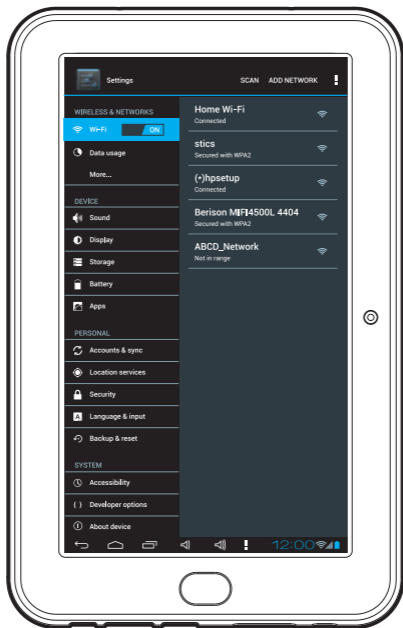 Settings
SCAN ADD NETWORK
WIRELESS & NETWORKS
Wi-Fi ON
Data usage
More...
DEVICE
Sound
Display
Storage
Battery
Apps
PERSONAL
Accounts & sync
Location services
Security
A Language & input
Backup & reset
SYSTEM
Accessibility
{ } Developer options
About device
Home Wi-Fi
Connected
stics
Secured with WPA2
(•)hpsetup
Connected
Berison MIFI4500L 4404
Secured with WPA2
ABCD_Network
Not in range
12:00